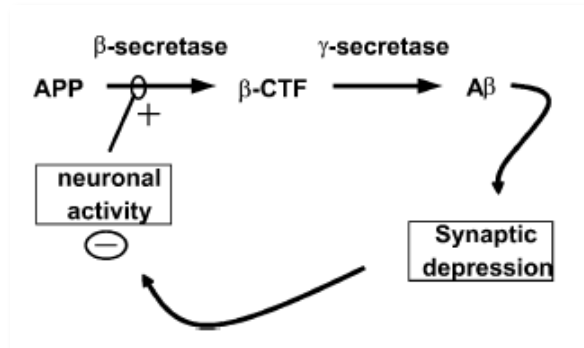 β-secretase γ-secretase
APP β-CTF Aβ
+
neuronal
activity
−
Synaptic
depression